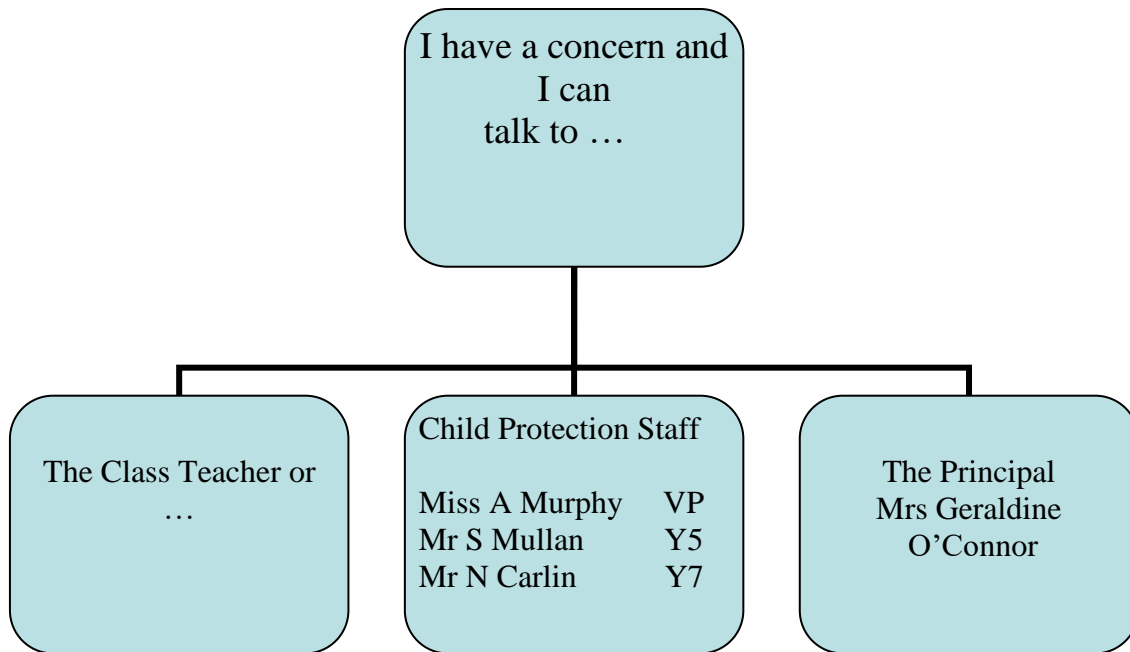 I have a concern and
I can
talk to …
The Class Teacher or
…
Child Protection Staff
Miss A Murphy VP
Mr S Mullan Y5
Mr N Carlin Y7
The Principal
Mrs Geraldine
O’Connor